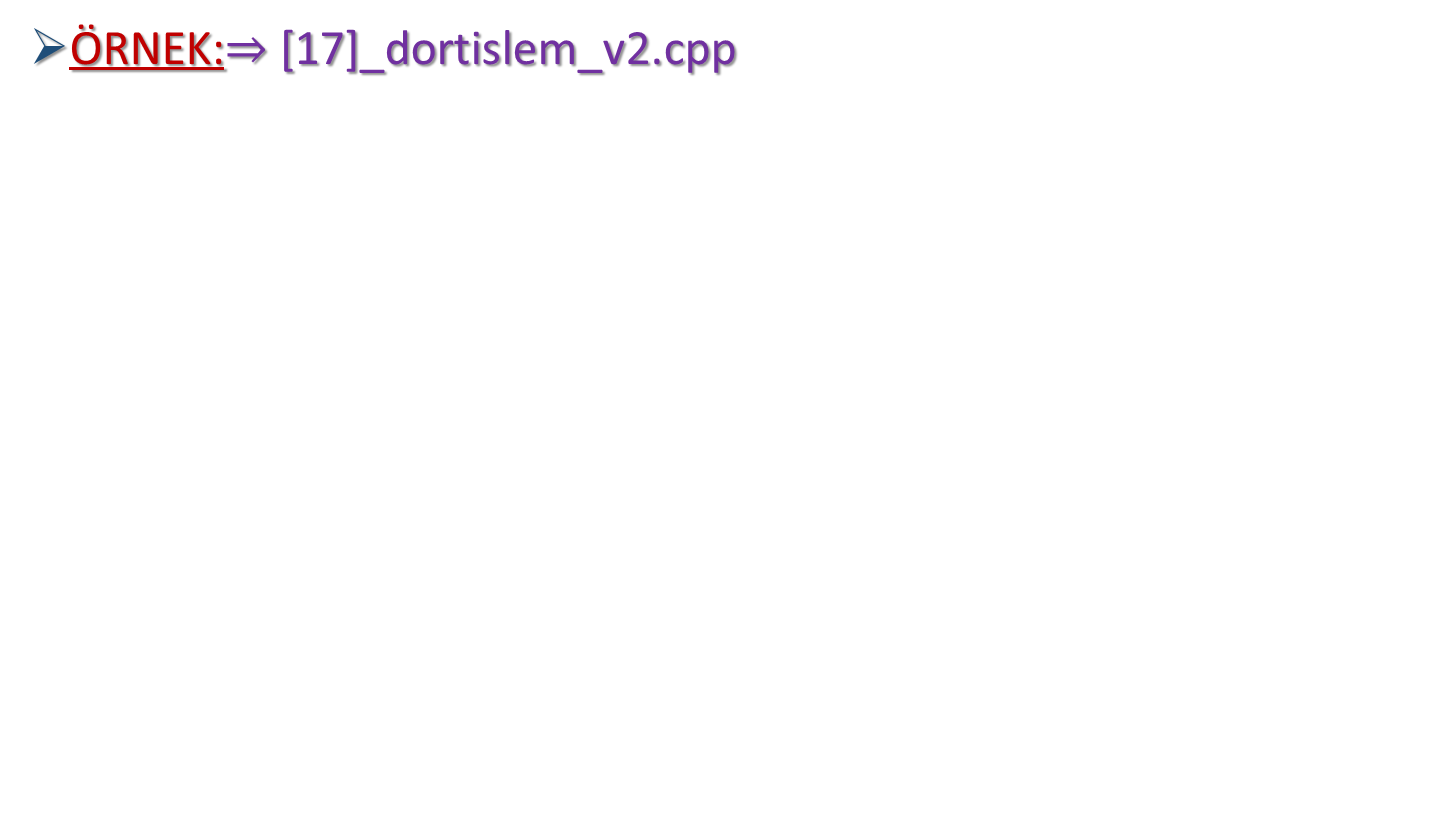 ➢ÖRNEK:⇒ [17]_dortislem_v2.cpp